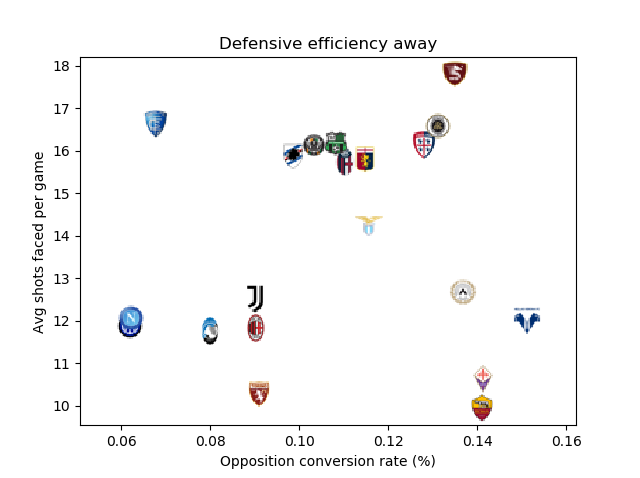 Defensive efficiency away
Avg shots faced per game
18
17
16
15
14
13
12
11
10
0.06 0.08 0.10 0.12 0.14 0.16
Opposition conversion rate (%)